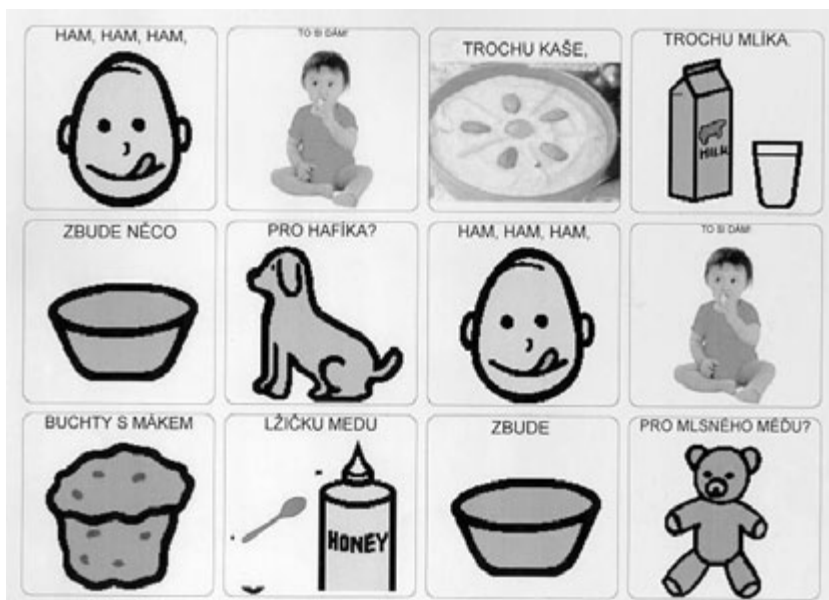 HAM, HAM, HAM,
TO SI DÁM!
TROCHU KAŠE,
TROCHU MLÍKA.
MILK
ZBUDE NĚCO
PRO HAFÍKA?
HAM, HAM, HAM,
TO SI DÁM!
BUCHTY S MÁKEM
LŽIČKU MEDU
HONEY
ZBUDE
PRO MLSNÉHO MÉĎU?